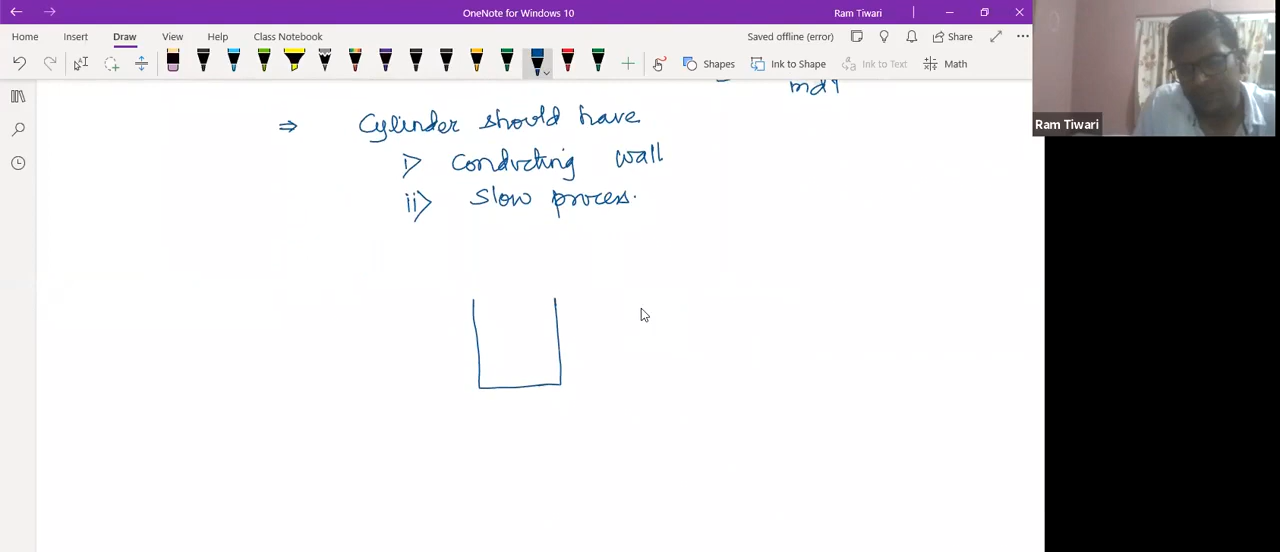 OneNote for Windows 10
Ram Tiwari
Home Insert Draw View Help Class Notebook
Saved offline (error)
Share
Shapes
Ink to Shape
Ink to Text
Math
Ram Tiwari
⇒ Cylinder should have
i> Conducting wall
ii> Slow process.